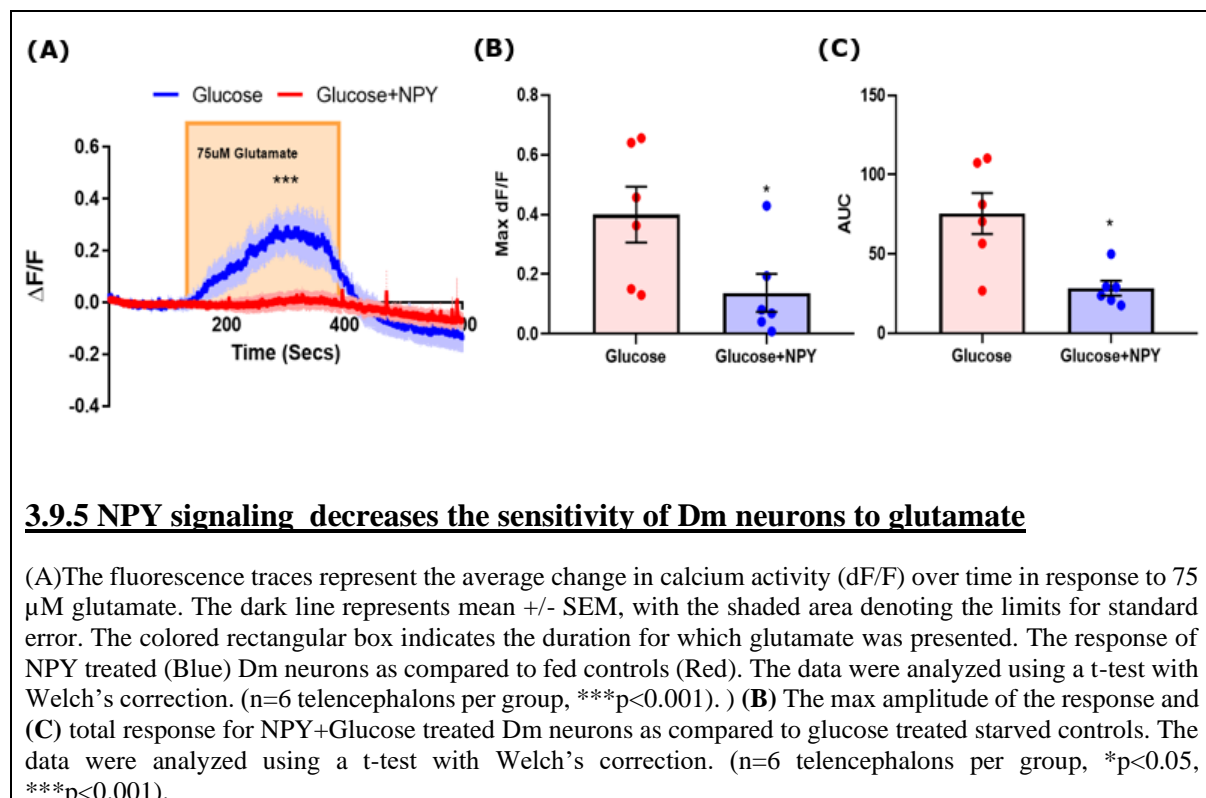 (A)
(B)
(C)
Glucose Glucose+NPY
75uM Glutamate
***
ΔF/F
0.6
0.4
0.2
0.0
-0.2
-0.4
200
400
00
Time (Secs)
Max dF/F
0.8
0.6
0.4
0.2
0.0
*
Glucose
Glucose+NPY
AUC
150
100
50
0
*
Glucose
Glucose+NPY
3.9.5 NPY signaling decreases the sensitivity of Dm neurons to glutamate
(A)The fluorescence traces represent the average change in calcium activity (dF/F) over time in response to 75
µM glutamate. The dark line represents mean +/- SEM, with the shaded area denoting the limits for standard
error. The colored rectangular box indicates the duration for which glutamate was presented. The response of
NPY treated (Blue) Dm neurons as compared to fed controls (Red). The data were analyzed using a t-test with
Welch's correction. (n=6 telencephalons per group, ***p<0.001). ) (B) The max amplitude of the response and
(C) total response for NPY+Glucose treated Dm neurons as compared to glucose treated starved controls. The
data were analyzed using a t-test with Welch's correction. (n=6 telencephalons per group, *p<0.05,
***p<0.001).